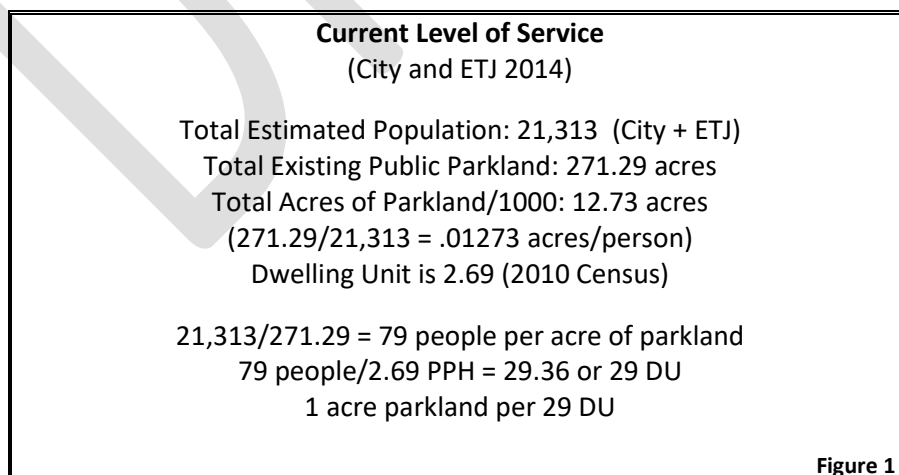 Current Level of Service
(City and ETJ 2014)
Total Estimated Population: 21,313 (City + ETJ)
Total Existing Public Parkland: 271.29 acres
Total Acres of Parkland/1000: 12.73 acres
(271.29/21,313 = .01273 acres/person)
Dwelling Unit is 2.69 (2010 Census)
21,313/271.29 = 79 people per acre of parkland
79 people/2.69 PPH = 29.36 or 29 DU
1 acre parkland per 29 DU
Figure 1